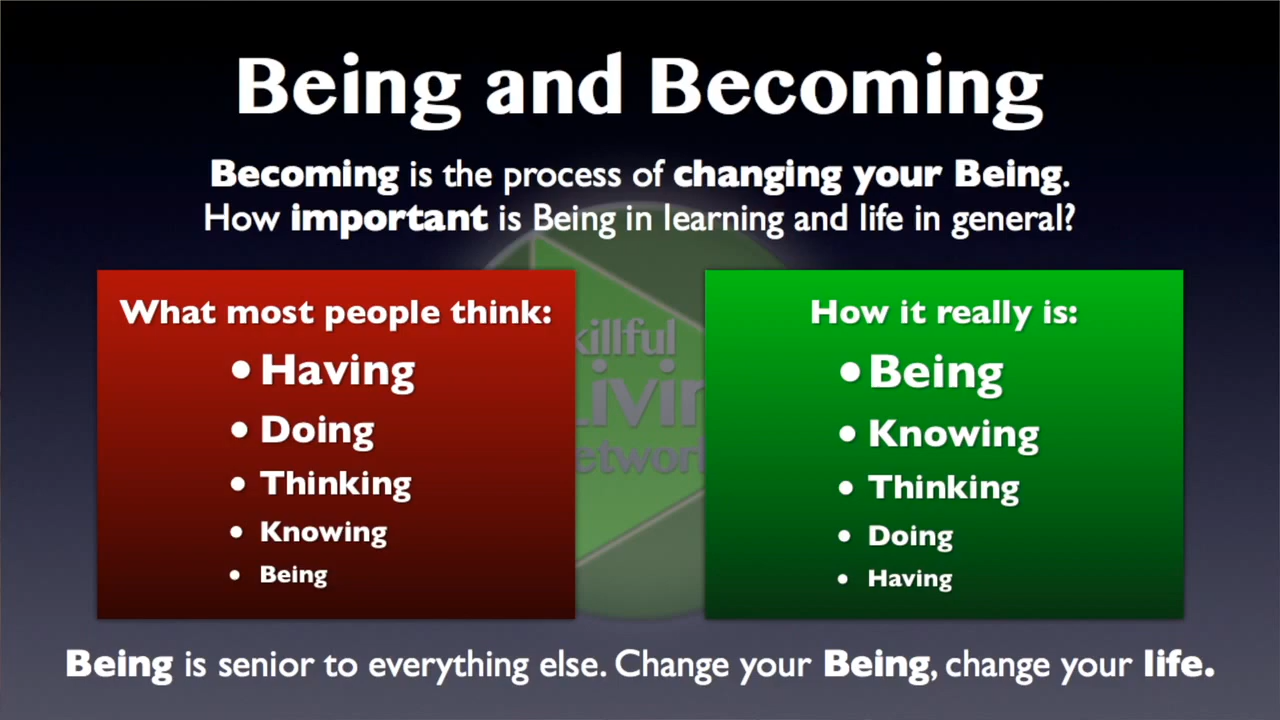 Being and Becoming
Becoming is the process of changing your Being.
How important is Being in learning and life in general?
What most people think:
• Having
• Doing
• Thinking
• Knowing
• Being
How it really is:
• Being
• Knowing
• Thinking
• Doing
• Having
Being is senior to everything else. Change your Being, change your life.